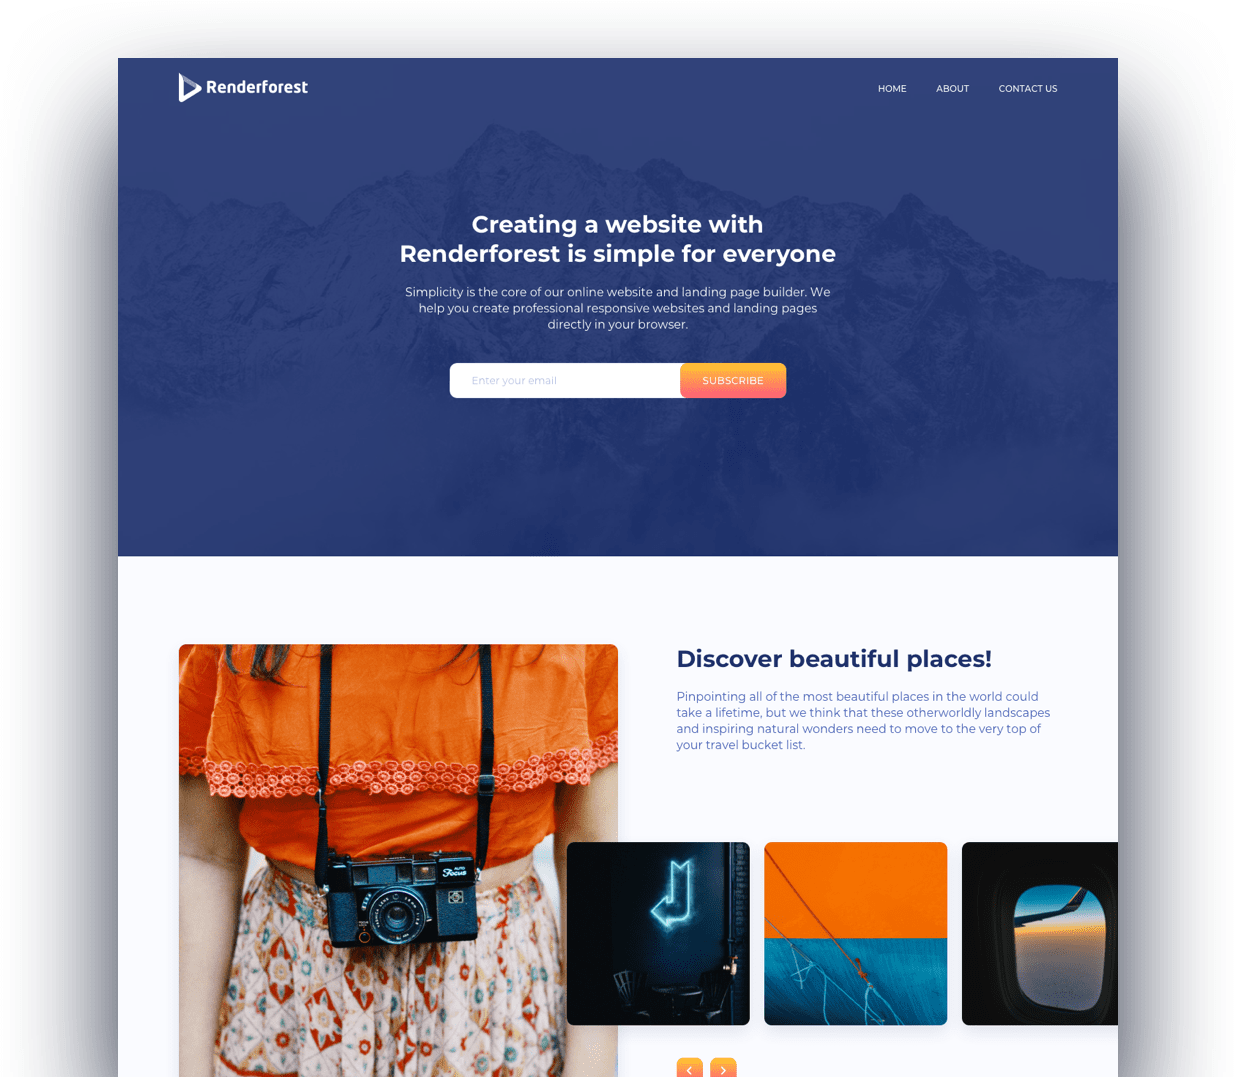 Renderforest
HOME ABOUT CONTACT US
Creating a website with
Renderforest is simple for everyone
Simplicity is the core of our online website and landing page builder. We
help you create professional responsive websites and landing pages
directly in your browser.
Enter your email SUBSCRIBE
Discover beautiful places!
Pinpointing all of the most beautiful places in the world could
take a lifetime, but we think that these otherworldly landscapes
and inspiring natural wonders need to move to the very top of
your travel bucket list.
AUTO
Focus